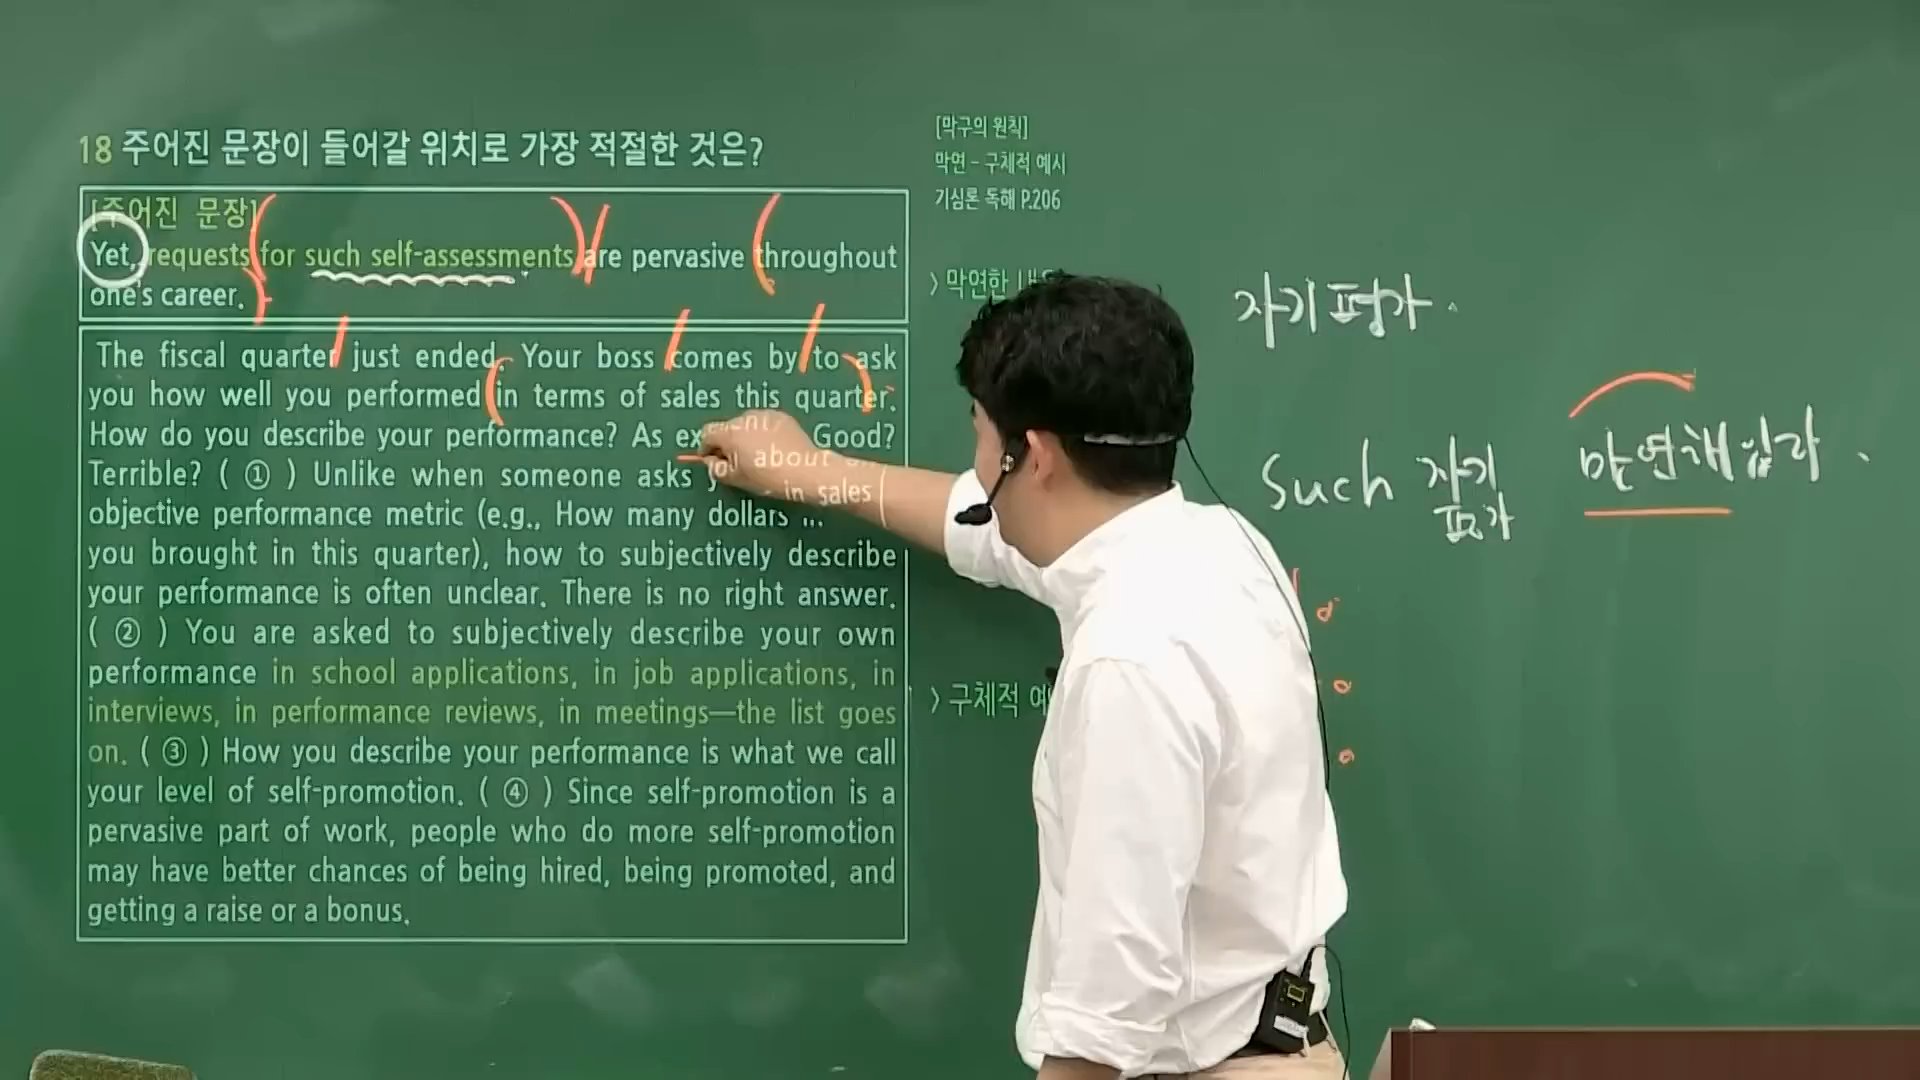 18 주어진 문장이 들어갈 위치로 가장 적절한 것은?
[주어진 문장]
Yet, requests for such self-assessments are pervasive throughout
one's career.
The fiscal quarter just ended. Your boss comes by to ask
you how well you performed in terms of sales this quarter.
How do you describe your performance? As Good?
Terrible? ( ① ) Unlike when someone asks you about
objective performance metric (e.g., How many dollars in sales
you brought in this quarter), how to subjectively describe
your performance is often unclear. There is no right answer.
( ② ) You are asked to subjectively describe your own
performance in school applications, in job applications, in
interviews, in performance reviews, in meetings—the list goes
on. ( ③ ) How you describe your performance is what we call
your level of self-promotion. ( ④ ) Since self-promotion is a
pervasive part of work, people who do more self-promotion
may have better chances of being hired, being promoted, and
getting a raise or a bonus.
[막구의 원칙]
막연 - 구체적 예시
기심론 독해 P.206
> 막연한
> 구체적
자기평가.
Such 자기
평가